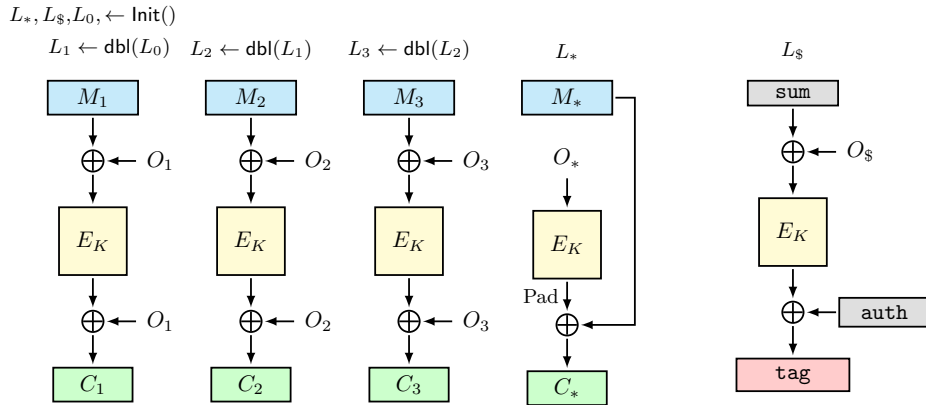 L_*, L_$,L_0, ← Init()
L_1 ← dbl(L_0) L_2 ← dbl(L_1) L_3 ← dbl(L_2) L_* L_$
M_1 M_2 M_3 M_* sum
O_1 O_2 O_3 O_* O_$
E_K E_K E_K E_K E_K
Pad
O_1 O_2 O_3 auth
C_1 C_2 C_3 C_* tag